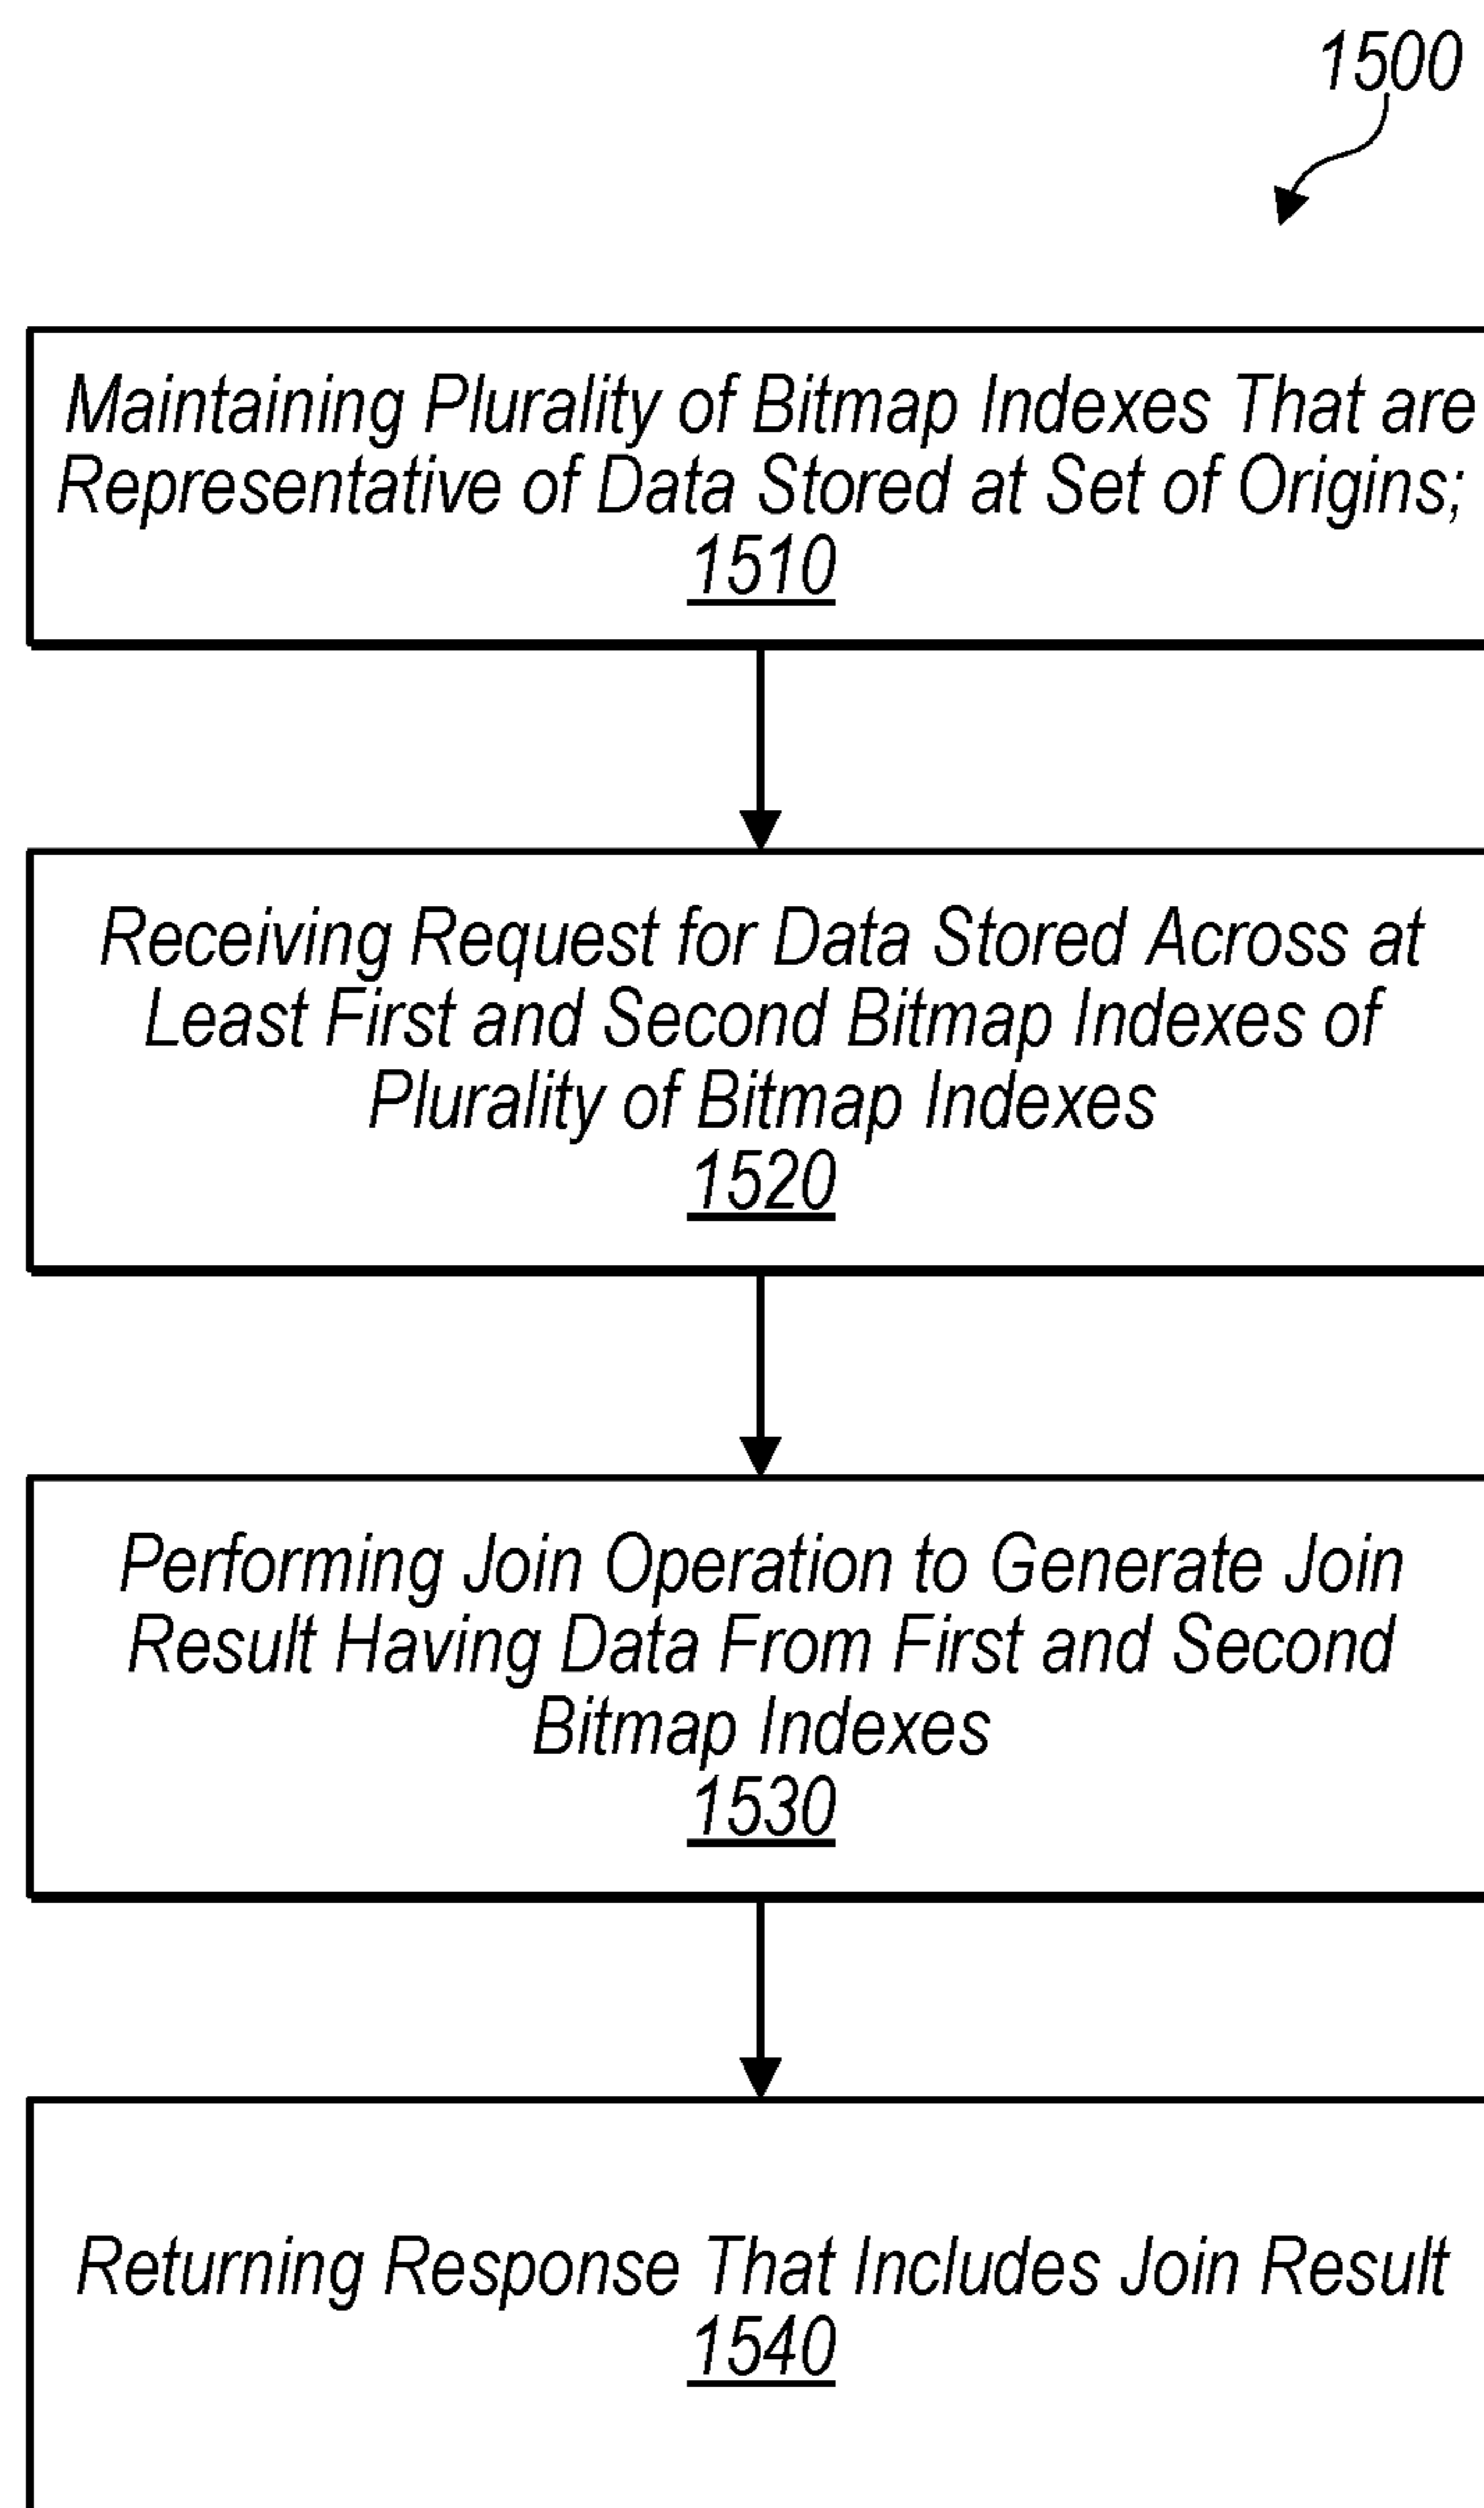 1500
Maintaining Plurality of Bitmap Indexes That are
Representative of Data Stored at Set of Origins;
1510
Receiving Request for Data Stored Across at
Least First and Second Bitmap Indexes of
Plurality of Bitmap Indexes
1520
Performing Join Operation to Generate Join
Result Having Data From First and Second
Bitmap Indexes
1530
Returning Response That Includes Join Result
1540